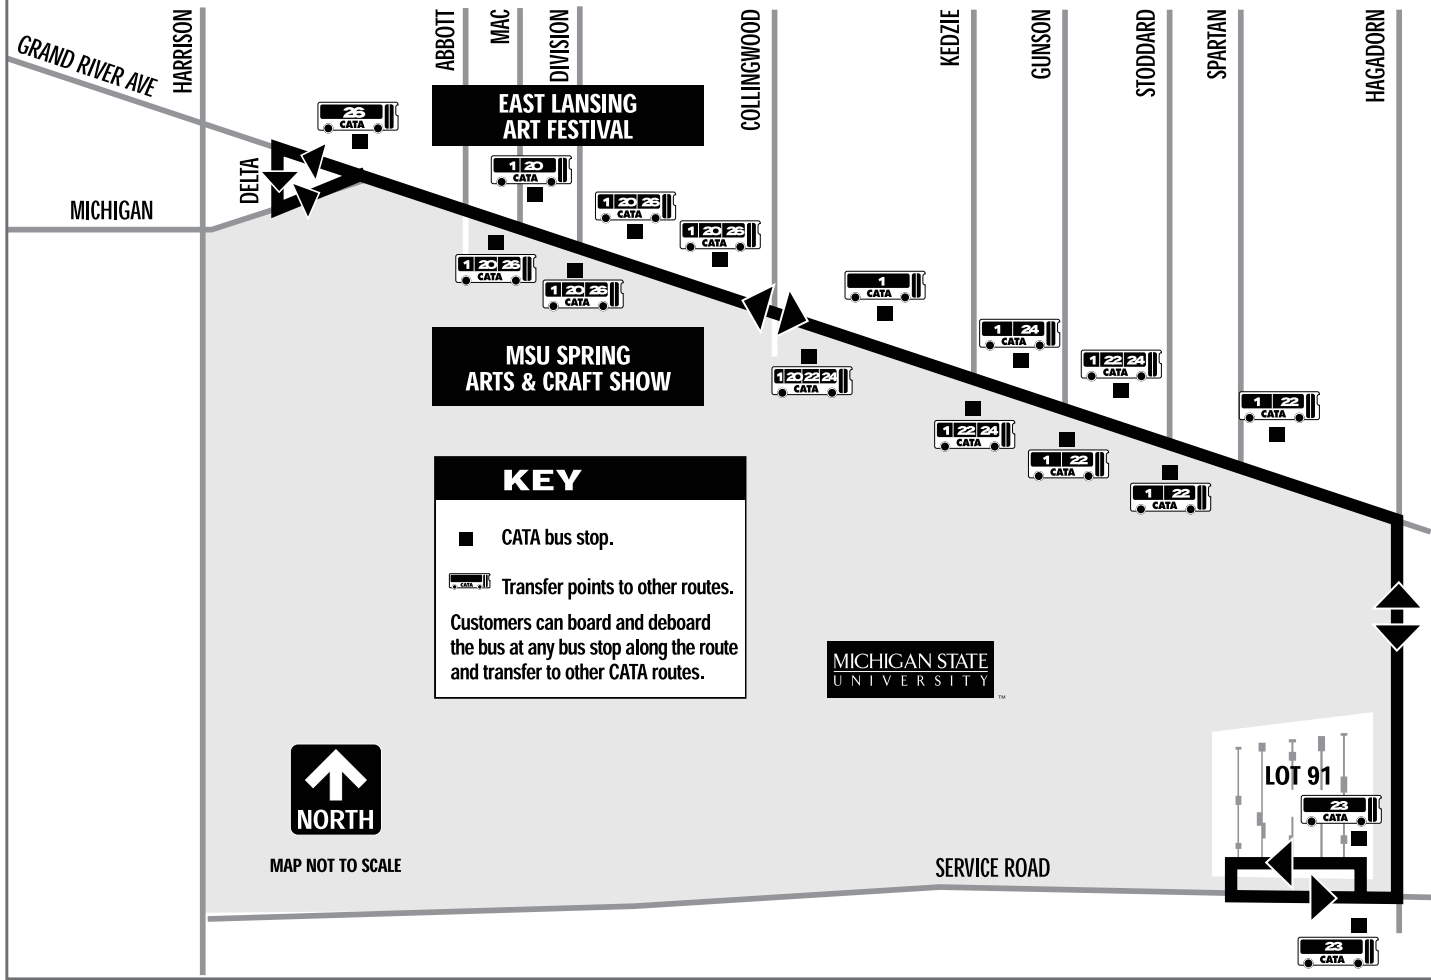 GRAND RIVER AVE
HARRISON
ABBOTT
MAC
DIVISION
COLLINGWOOD
KEDZIE
GUNSON
STODDARD
SPARTAN
HAGADORN
26
CATA
EAST LANSING
ART FESTIVAL
DELTA
MICHIGAN
1 20
CATA
1 20 26
CATA
1 20 26
CATA
1 20 26
CATA
1 20 26
CATA
1
CATA
1 24
CATA
1 22 24
CATA
1 22
CATA
MSU SPRING
ARTS & CRAFT SHOW
1 20 22 24
CATA
1 22 24
CATA
1 22
CATA
1 22
CATA
KEY
CATA bus stop.
CATA
Transfer points to other routes.
Customers can board and deboard
the bus at any bus stop along the route
and transfer to other CATA routes.
MICHIGAN STATE
UNIVERSITY
TM
LOT 91
23
CATA
NORTH
MAP NOT TO SCALE
SERVICE ROAD
23
CATA